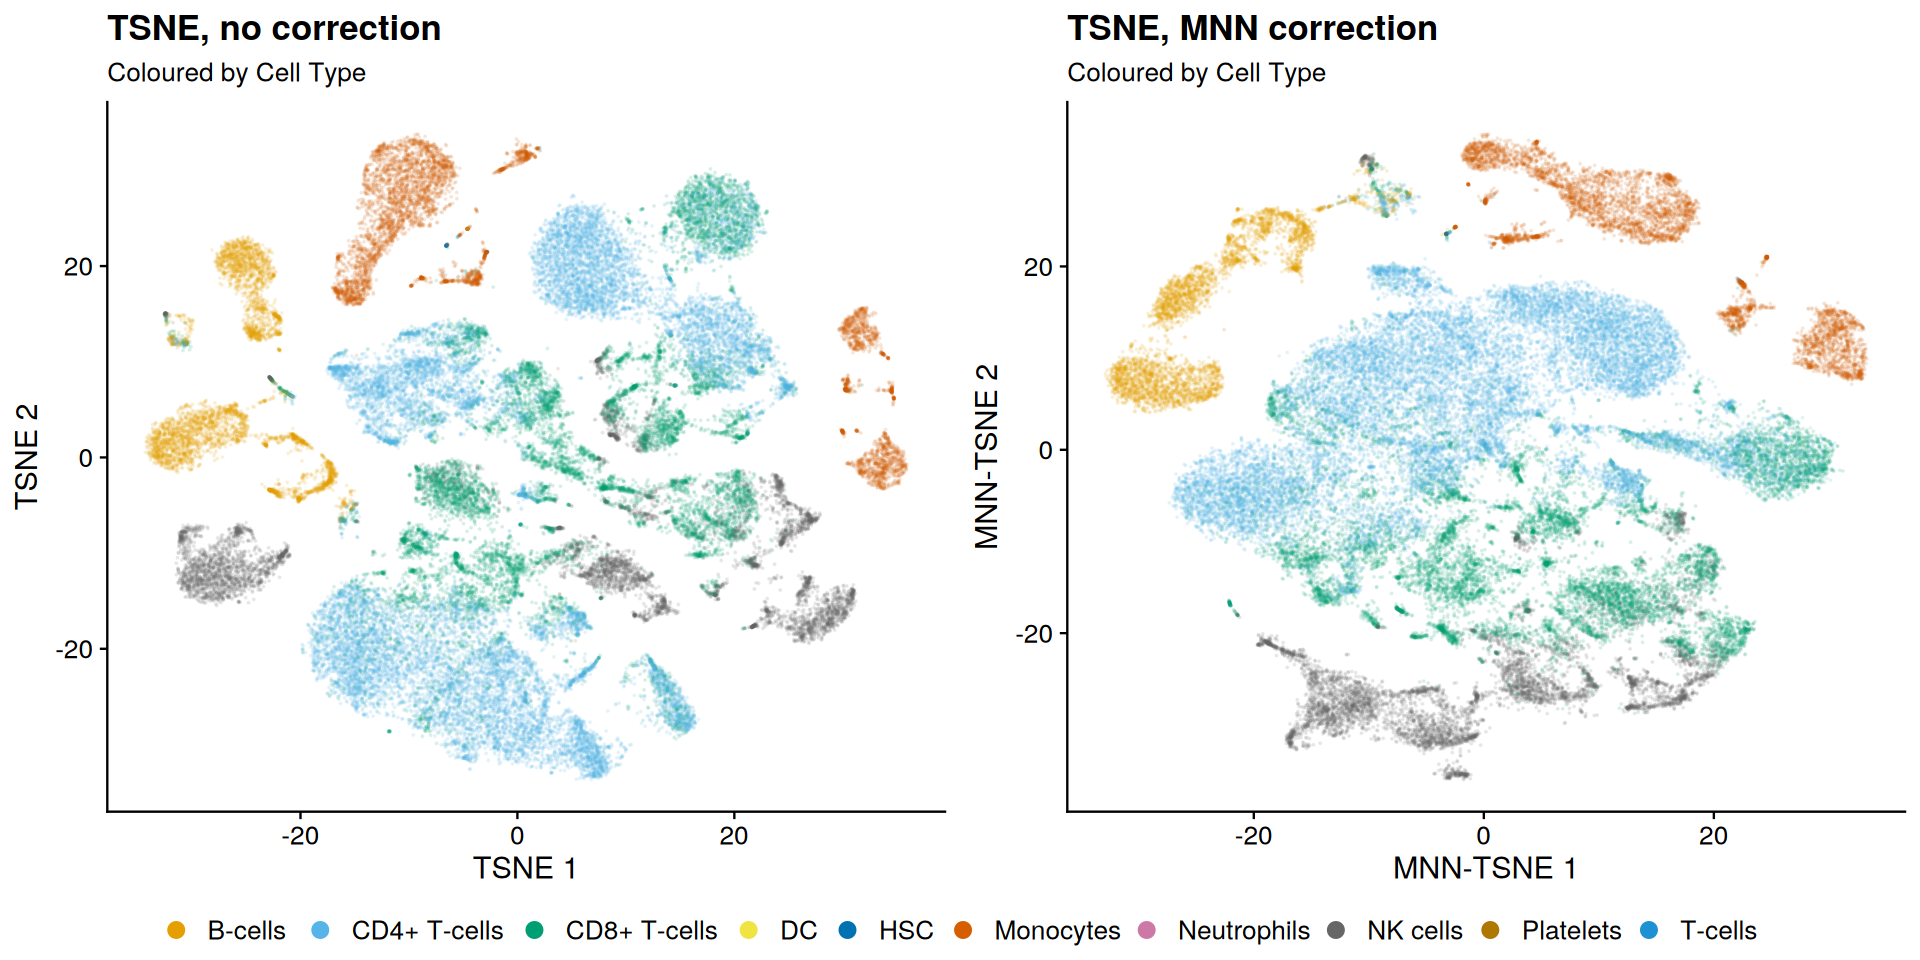 TSNE, no correction
Coloured by Cell Type
TSNE 2
20
0
-20
-20 0 20
TSNE 1
TSNE, MNN correction
Coloured by Cell Type
MNN-TSNE 2
20
0
-20
-20 0 20
MNN-TSNE 1
B-cells CD4+ T-cells CD8+ T-cells DC HSC Monocytes Neutrophils NK cells Platelets T-cells